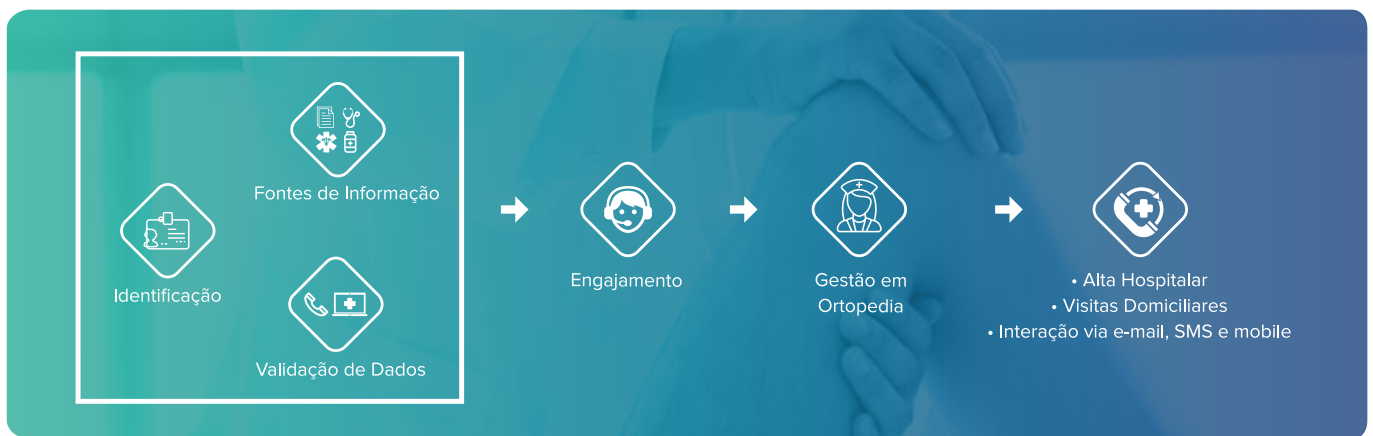 Fontes de Informação
Identificação
Validação de Dados
Engajamento
Gestão em
Ortopedia
• Alta Hospitalar
• Visitas Domiciliares
• Interação via e-mail, SMS e mobile